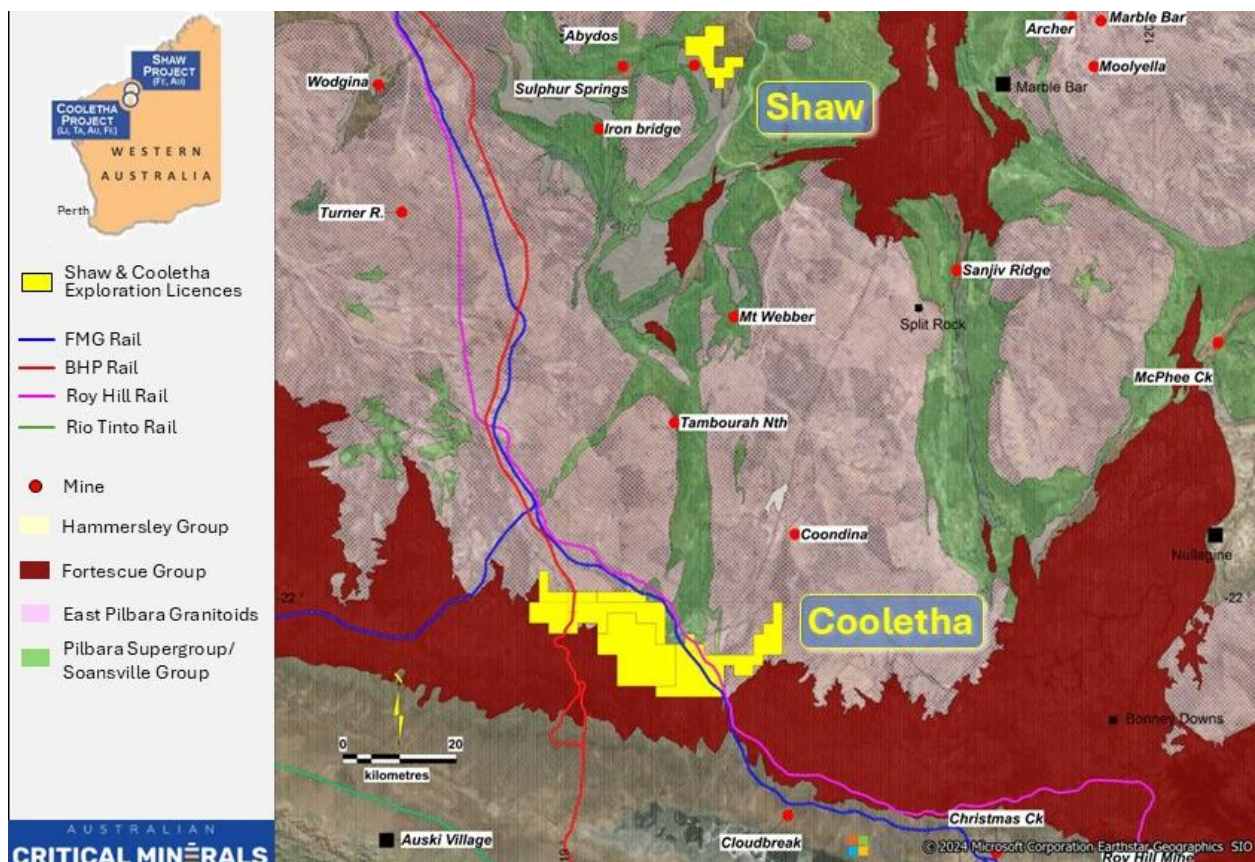 SHAW
PROJECT
(Fe, Au)
COOLETHA
PROJECT
(Li, Ta, Au, Fe)
WESTERN
AUSTRALIA
Perth
Shaw & Cooletha
Exploration Licences
FMG Rail
BHP Rail
Roy Hill Rail
Rio Tinto Rail
Mine
Hammersley Group
Fortescue Group
East Pilbara Granitoids
Pilbara Supergroup/
Soansville Group
AUSTRALIAN
CRITICAL MINERALS
Abydos
Archer
Marble Bar
120
Wodgina
Sulphur Springs
Moolyella
Marble Bar
Shaw
Iron bridge
Turner R.
Sanjiv Ridge
Mt Webber
Split Rock
McPhee Ck
Tambourah Nth
Coondina
Nullagine
-22 °
-22
Cooletha
Bonney Downs
0 20
kilometres
Christmas Ck
Auski Village
Cloudbreak
© 2024 Microsoft Corporation Earthstar Geographics SIO
Roy Hill Mine